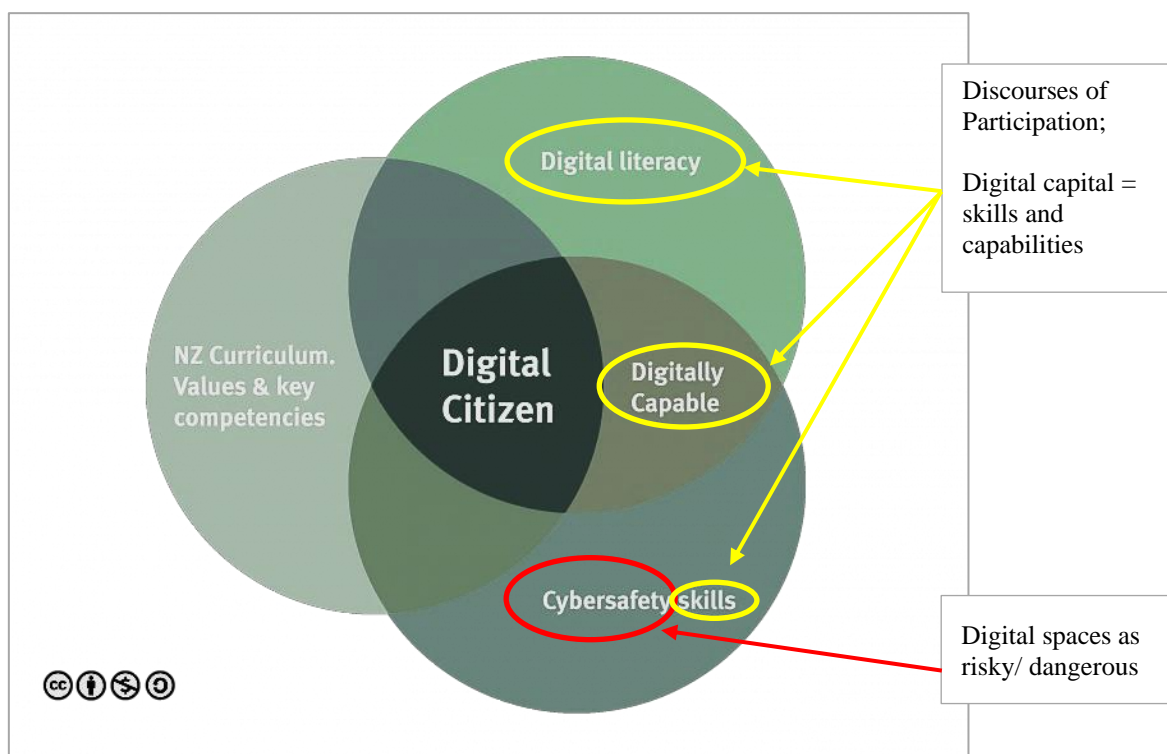 Discourses of
Participation;
Digital capital =
skills and
capabilities
Digital literacy
NZ Curriculum.
Values & key
competencies
Digital
Citizen
Digitally
Capable
Cybersafety skills
Digital spaces as
risky/ dangerous
cc